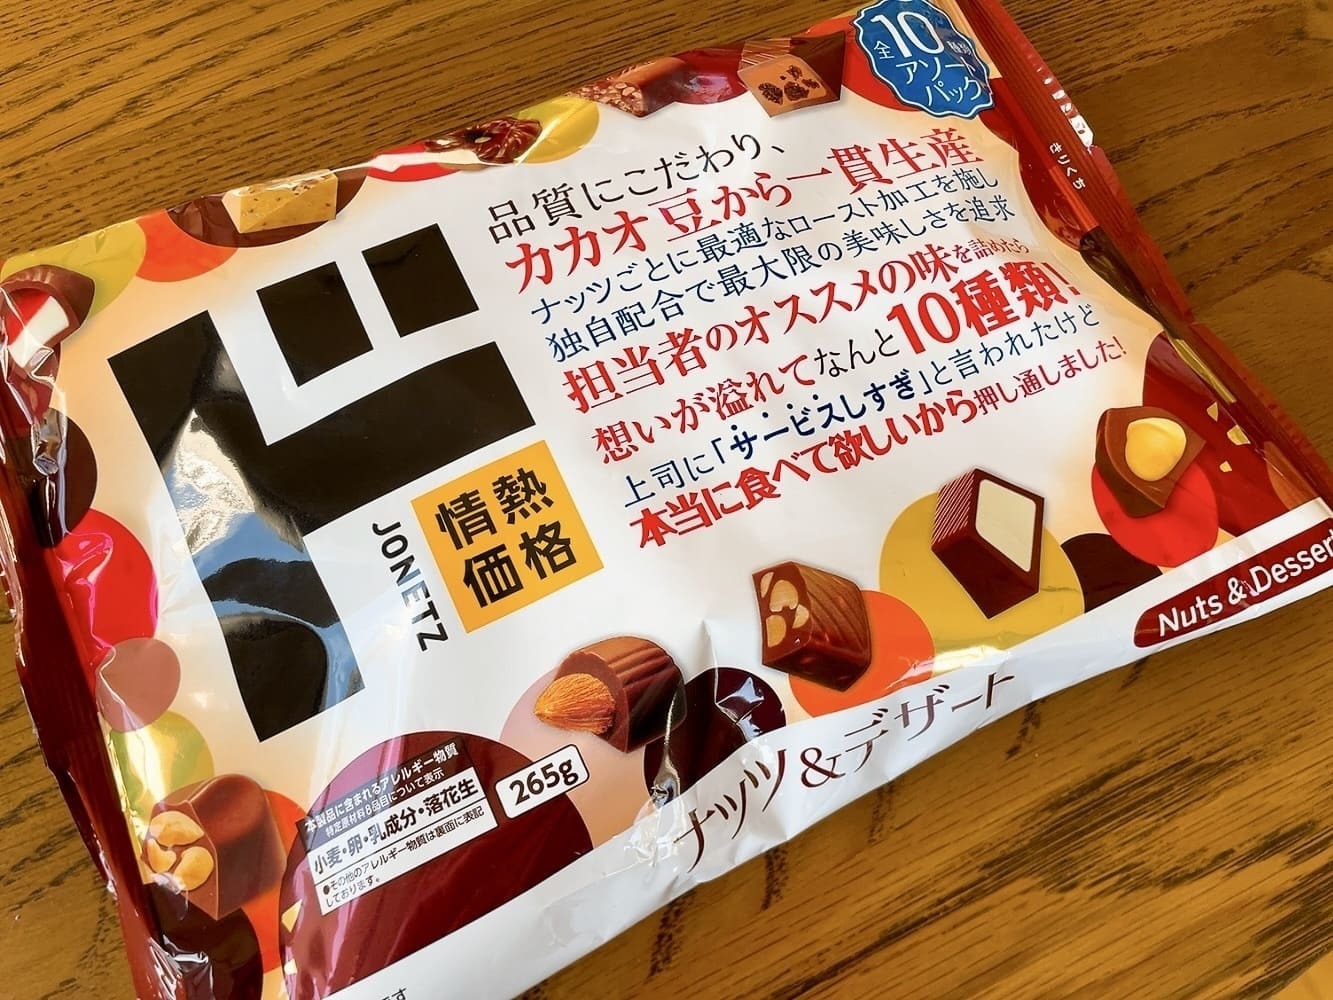 全10種類
アソート
パック
きこくち
品質にこだわり、
カカオ豆から一貫生産
ナッツごとに最適なロースト加工を施し
独自配合で最大限の美味しさを追求
担当者のオススメの味を詰めたら
想いが溢れてなんと10種類!
上司に「サービスしすぎ」と言われたけど
本当に食べて欲しいから押し通しました!
ド
JONETZ
情熱
価格
Nuts & Desser
ナッツ&デザート
265g
本製品に含まれるアレルギー物質
特定原材料8品目について表示
小麦・卵・乳成分・落花生
●その他のアレルギー物質は裏面に表記
しております。
です